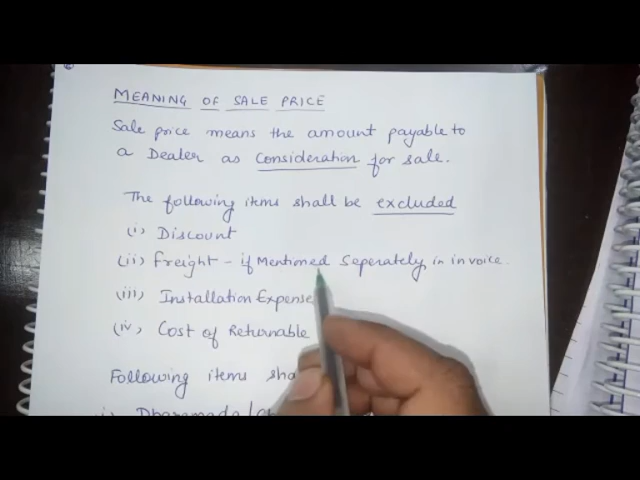 MEANING OF SALE PRICE
Sale price means the amount payable to
a Dealer as consideration for sale.
The following items shall be excluded
(i) Discount
(ii) Freight - if Mentioned Seperately in invoice.
(iii) Installation Expense
(iv) Cost of Returnable
Following items
i) Dharamada